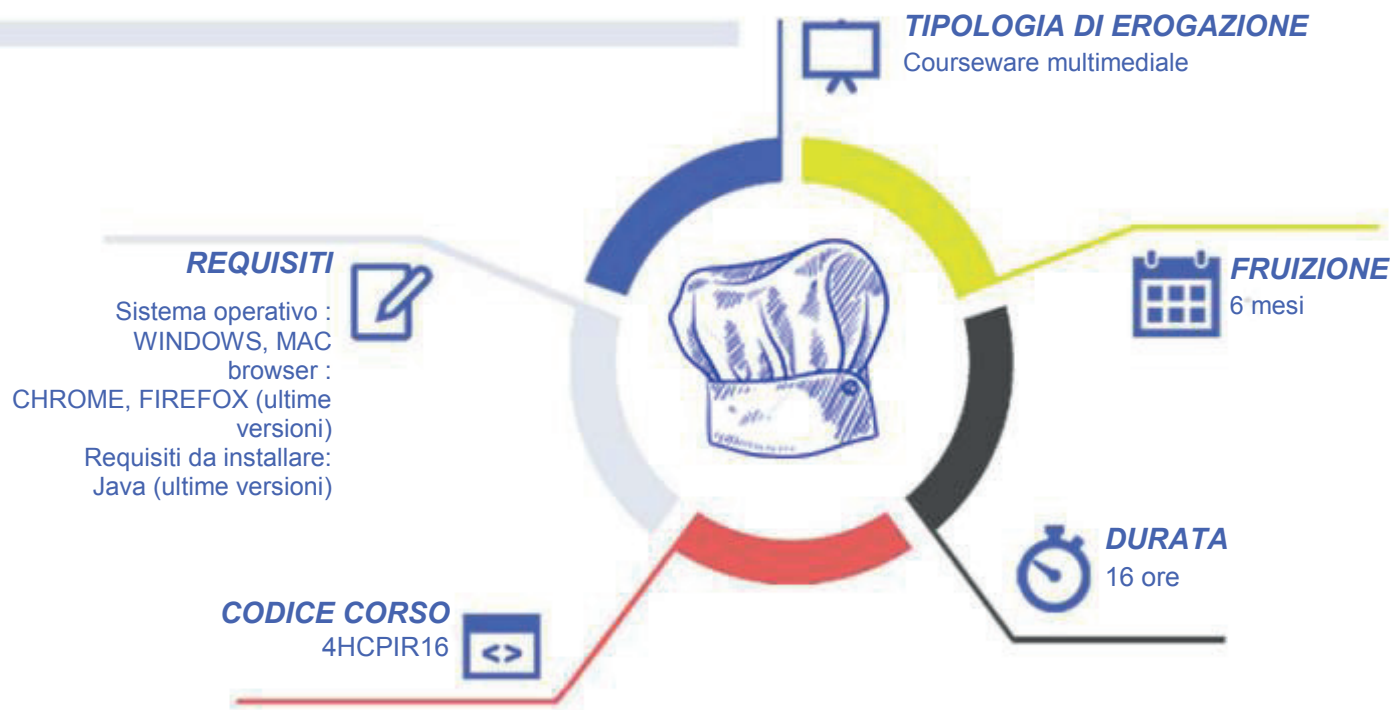 TIPOLOGIA DI EROGAZIONE
Courseware multimediale
REQUISITI
Sistema operativo :
WINDOWS, MAC
browser :
CHROME, FIREFOX (ultime
versioni)
Requisiti da installare:
Java (ultime versioni)
FRUIZIONE
6 mesi
DURATA
16 ore
CODICE CORSO
4HCPIR16
<>